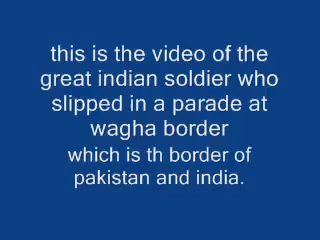 this is the video of the
great indian soldier who
slipped in a parade at
wagha border
which is th border of
pakistan and india.